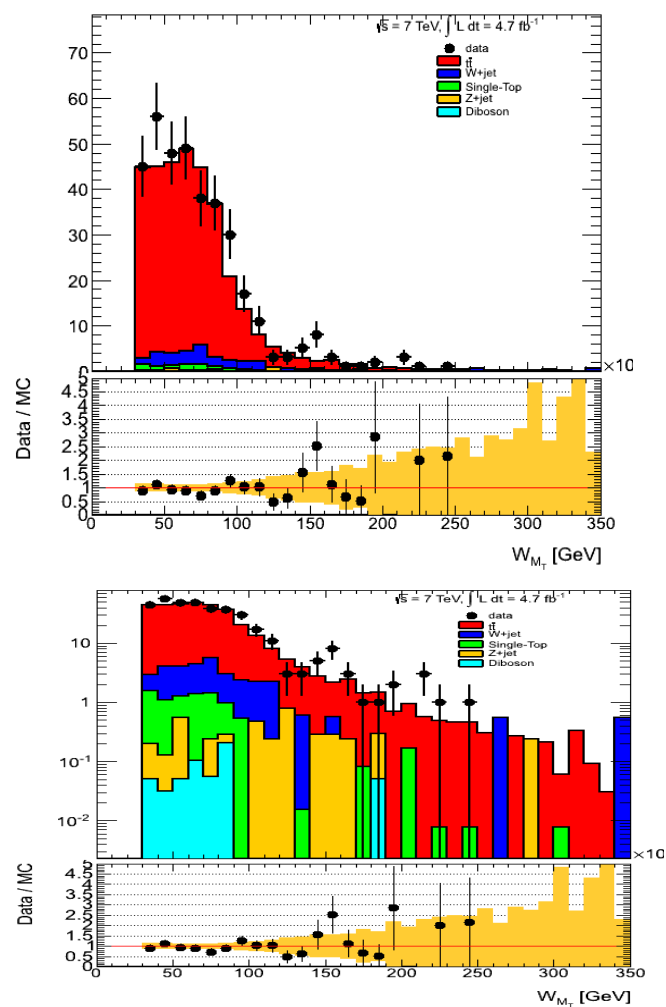 √s = 7 TeV, ∫ L dt = 4.7 fb⁻¹
data
tt̄
W+jet
Single-Top
Z+jet
Diboson
70
60
50
40
30
20
10
0
×10
Data / MC
5
4.5
4
3.5
3
2.5
2
1.5
1
0.5
0
0 50 100 150 200 250 300 350
W_M_T [GeV]
√s = 7 TeV, ∫ L dt = 4.7 fb⁻¹
data
tt̄
W+jet
Single-Top
Z+jet
Diboson
10
1
10⁻¹
10⁻²
×10
Data / MC
5
4.5
4
3.5
3
2.5
2
1.5
1
0.5
0
0 50 100 150 200 250 300 350
W_M_T [GeV]